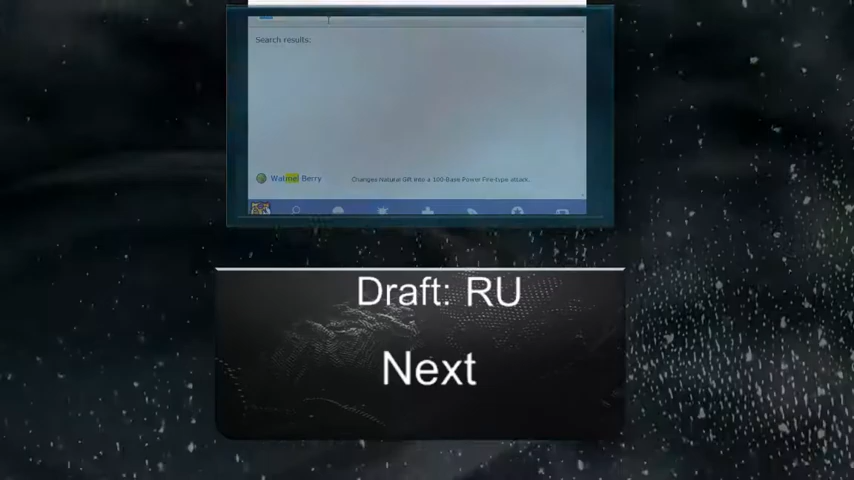 Search results:
Watmel Berry Changes Natural Gift into a 100-Base Power Fire-type attack.
Draft: RU
Next